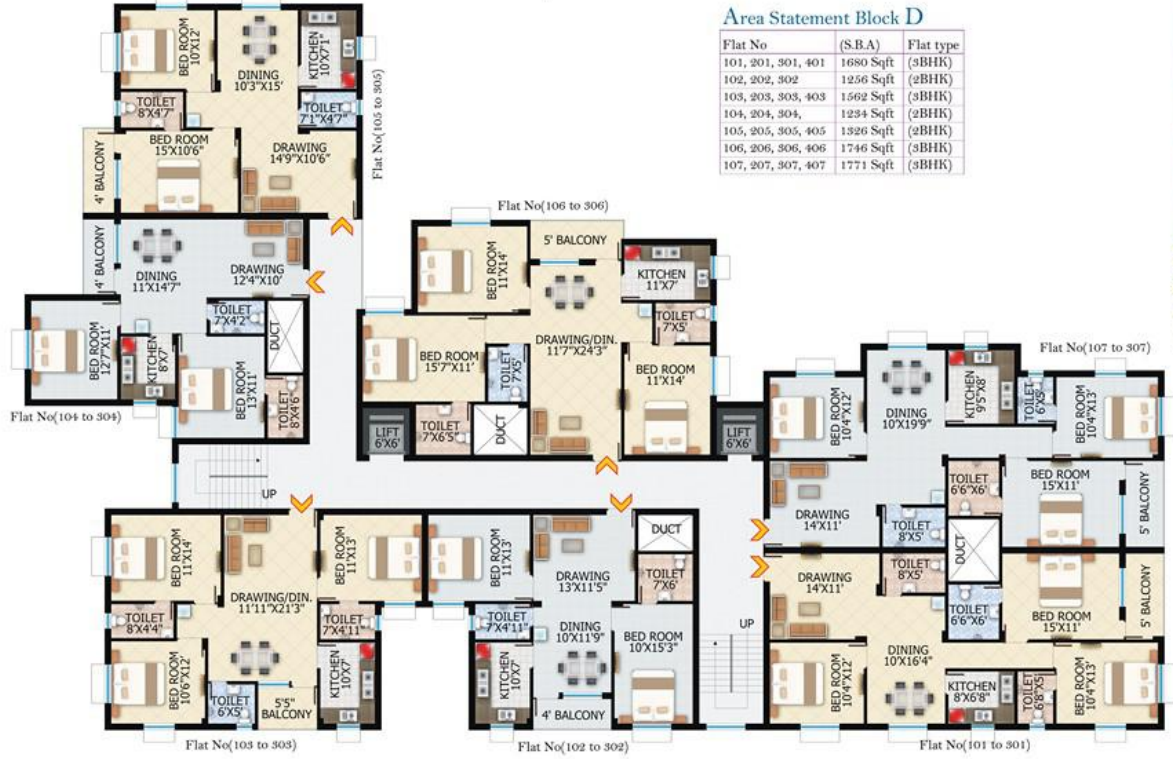 Area Statement Block D
Flat No (S.B.A) Flat type
101, 201, 301, 401 1680 Sqft (3BHK)
102, 202, 302 1256 Sqft (2BHK)
103, 203, 303, 403 1562 Sqft (3BHK)
104, 204, 304, 1234 Sqft (2BHK)
105, 205, 305, 405 1326 Sqft (2BHK)
106, 206, 306, 406 1746 Sqft (3BHK)
107, 207, 307, 407 1771 Sqft (3BHK)
BED ROOM
10'X12'
DINING
10'3"X15'
KITCHEN
10'X7'1"
TOILET
8'X4'7"
TOILET
7'1"X4'7"
BED ROOM
15'X10'6"
DRAWING
14'9"X10'6"
4' BALCONY
Flat No(105 to 305)
4' BALCONY
DINING
11'X14'7"
DRAWING
12'4"X10'
TOILET
7'X4'2"
DUCT
BED ROOM
12'7"X11'
KITCHEN
8'X7'
BED ROOM
13'X11'
TOILET
8'X4'6"
Flat No(104 to 304)
Flat No(106 to 306)
5' BALCONY
BED ROOM
11'X14'
KITCHEN
11'X7'
TOILET
7'X5'
DRAWING/DIN.
11'7"X24'3"
BED ROOM
15'7"X11'
TOILET
7'X5'
BED ROOM
11'X14'
LIFT
6'X6'
TOILET
7'X6'5"
DUCT
LIFT
6'X6'
Flat No(107 to 307)
BED ROOM
10'4"X12'
DINING
10'X19'9"
KITCHEN
9'5"X8'
TOILET
6'X5'
BED ROOM
10'4"X13'
DRAWING
14'X11'
TOILET
6'6"X6'
BED ROOM
15'X11'
5' BALCONY
TOILET
8'X5'
DUCT
UP
BED ROOM
11'X14'
BED ROOM
11'X13'
DRAWING/DIN.
11'11"X21'3"
TOILET
8'X4'4"
TOILET
7'X4'11"
BED ROOM
10'6"X12'
TOILET
6'X5'
5'5"
BALCONY
KITCHEN
10'X7'
Flat No(103 to 303)
BED ROOM
11'X13'
DRAWING
13'X11'5"
DUCT
TOILET
7'X6'
TOILET
7'X4'11"
DINING
10'X11'9"
BED ROOM
10'X15'3"
KITCHEN
10'X7'
4' BALCONY
Flat No(102 to 302)
UP
DRAWING
14'X11'
TOILET
8'X5'
TOILET
6'6"X6'
BED ROOM
15'X11'
5' BALCONY
DINING
10'X16'4"
BED ROOM
10'4"X12'
KITCHEN
8'X6'8"
TOILET
6'8"X5'
BED ROOM
10'4"X13'
Flat No(101 to 301)